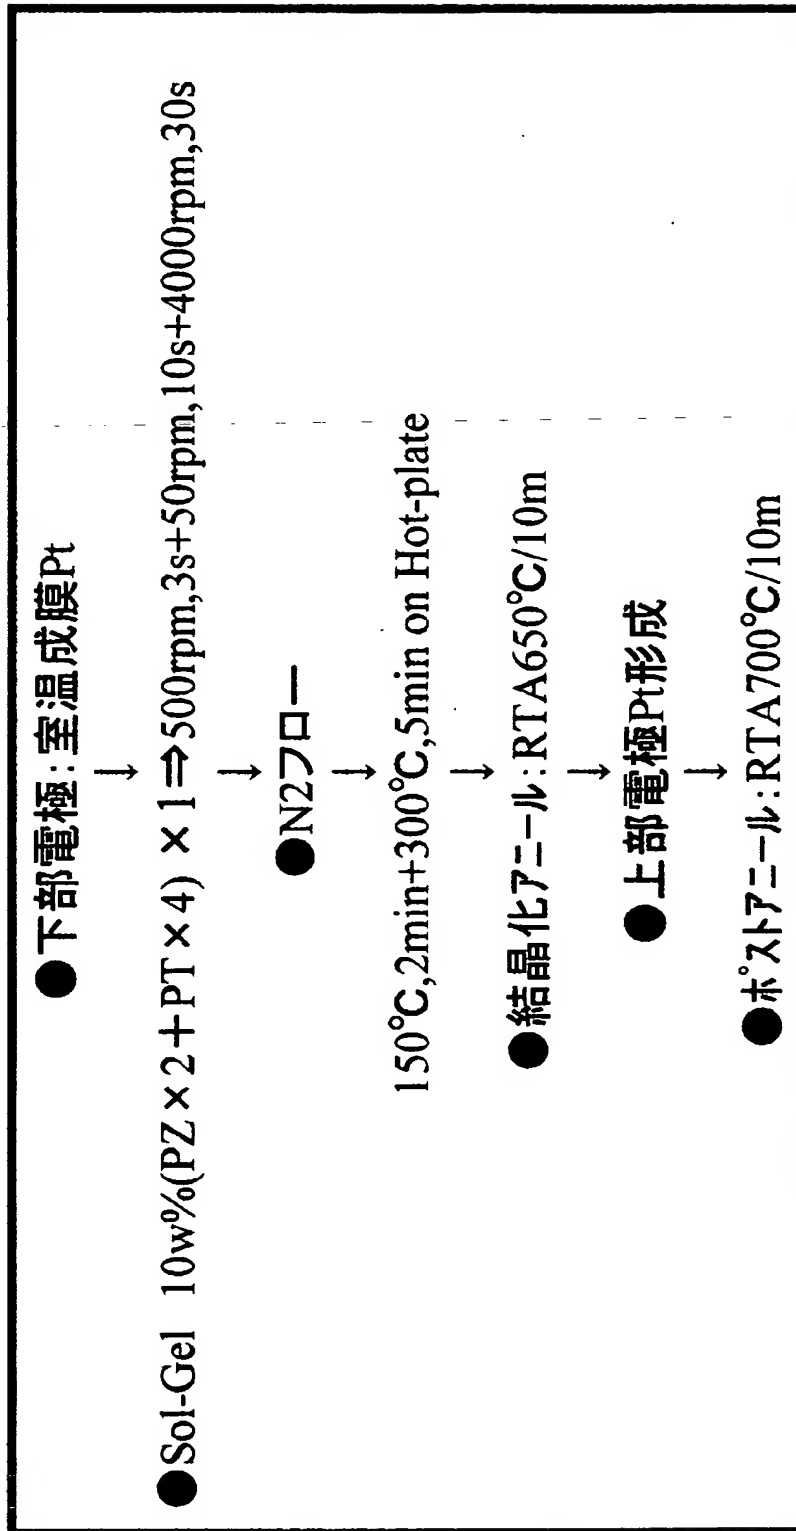 ●下部電極:室温成膜Pt
↓
●Sol-Gel 10w%(PZ×2+PT×4)×1⇒500rpm,3s+50rpm,10s+4000rpm,30s
↓
●N2フロー
↓
150℃,2min+300℃,5min on Hot-plate
↓
●結晶化アニール:RTA650℃/10m
↓
●上部電極Pt形成
↓
●ポストアニール:RTA700℃/10m